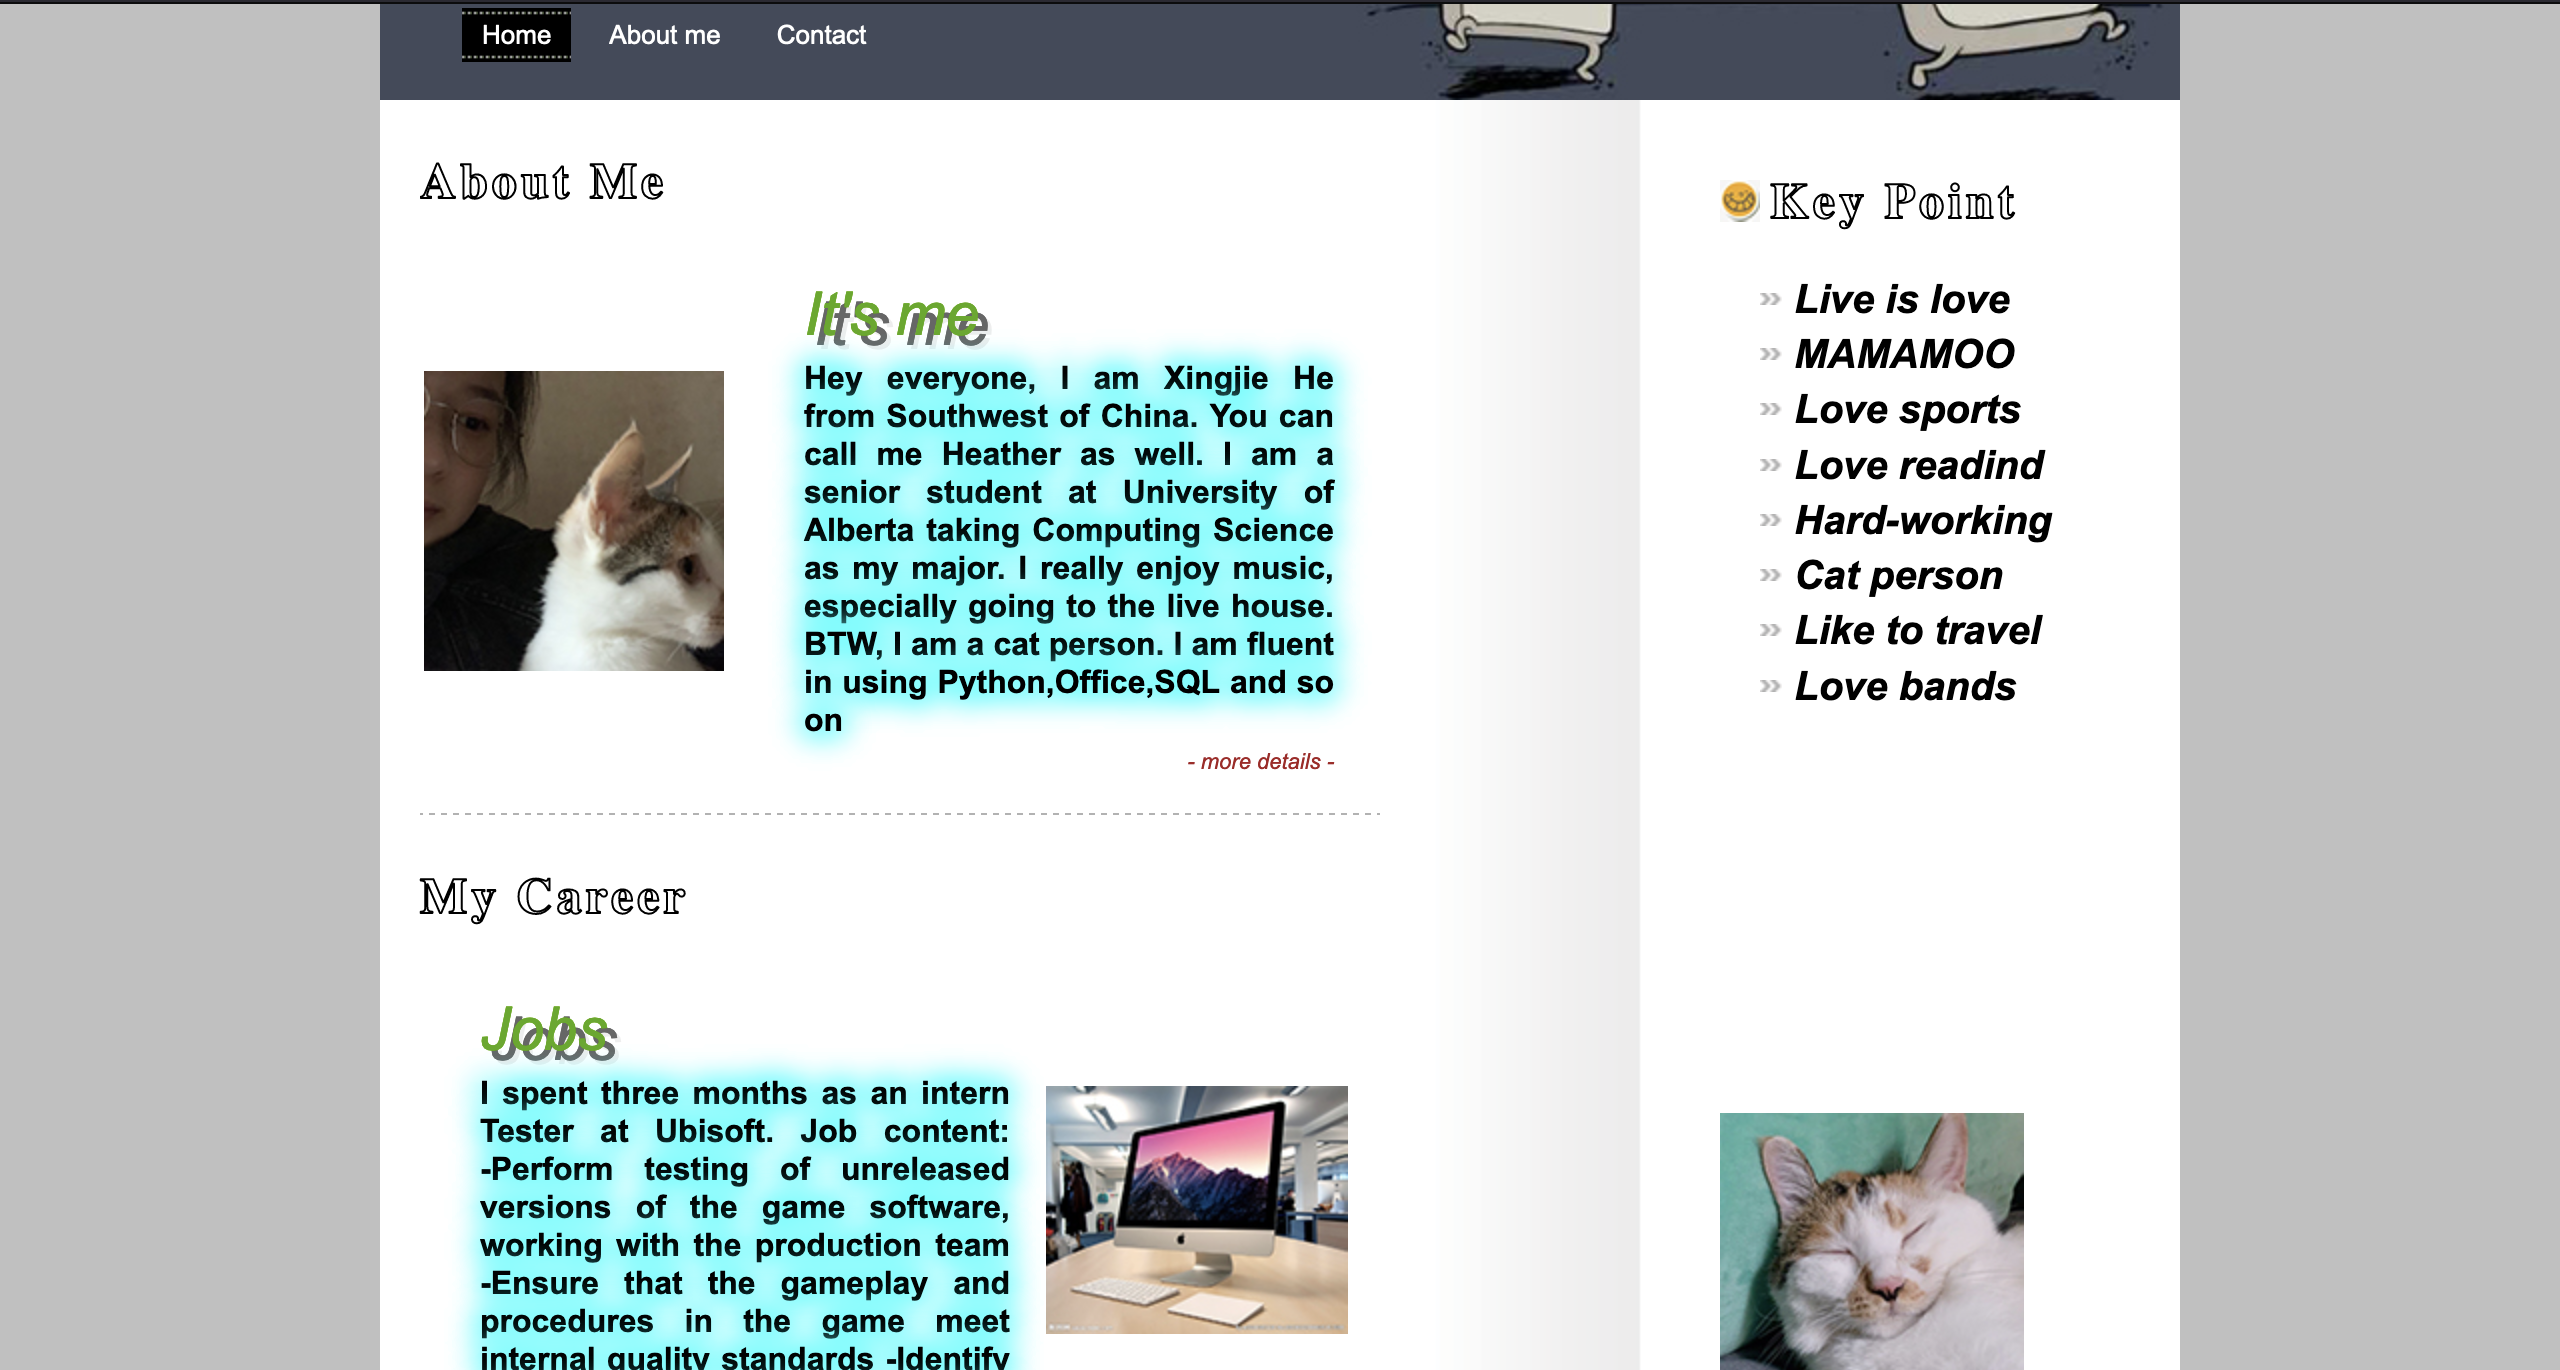 Home About me Contact
About Me
It's me
Hey everyone, I am Xingjie He
from Southwest of China. You can
call me Heather as well. I am a
senior student at University of
Alberta taking Computing Science
as my major. I really enjoy music,
especially going to the live house.
BTW, I am a cat person. I am fluent
in using Python,Office,SQL and so
on
- more details -
My Career
Jobs
I spent three months as an intern
Tester at Ubisoft. Job content:
-Perform testing of unreleased
versions of the game software,
working with the production team
-Ensure that the gameplay and
procedures in the game meet
internal quality standards -Identify
Key Point
Live is love
MAMAMOO
Love sports
Love readind
Hard-working
Cat person
Like to travel
Love bands